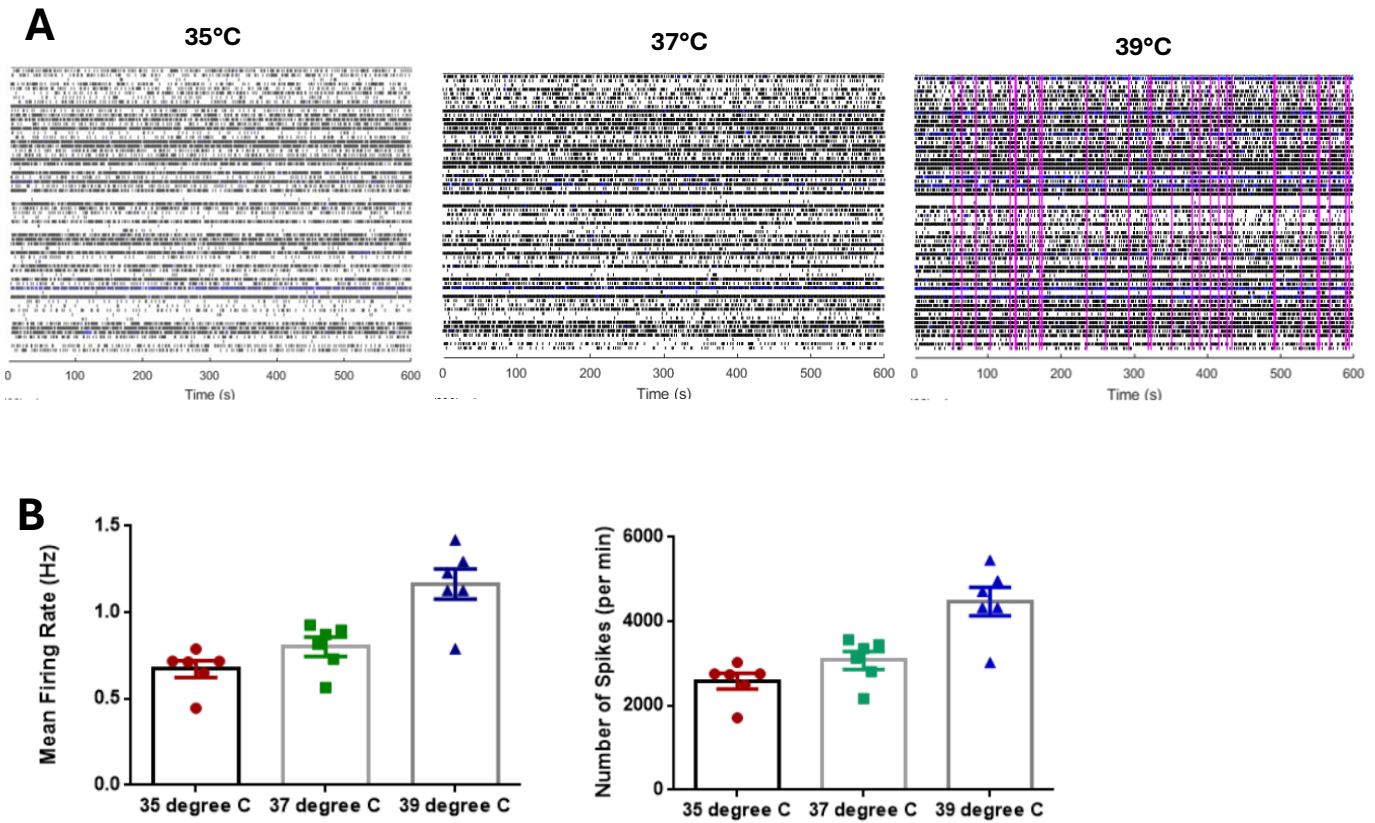 A
35°C
37°C
39°C
0 100 200 300 400 500 600
Time (s)
0 100 200 300 400 500 600
Time (s)
0 100 200 300 400 500 600
Time (s)
B
Mean Firing Rate (Hz)
1.5
1.0
0.5
0.0
35 degree C 37 degree C 39 degree C
Number of Spikes (per min)
6000
4000
2000
0
35 degree C 37 degree C 39 degree C